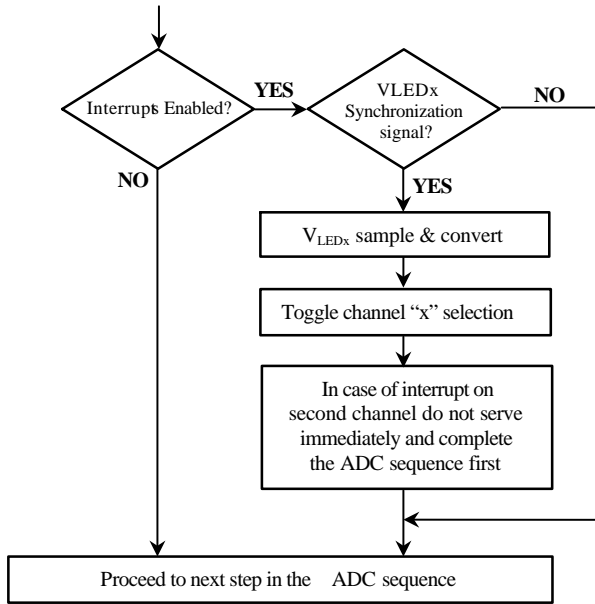 Interrupts Enabled?
YES
VLEDx
Synchronization
signal?
NO
NO
YES
VLEDx sample & convert
Toggle channel “x” selection
In case of interrupt on
second channel do not serve
immediately and complete
the ADC sequence first
Proceed to next step in the ADC sequence